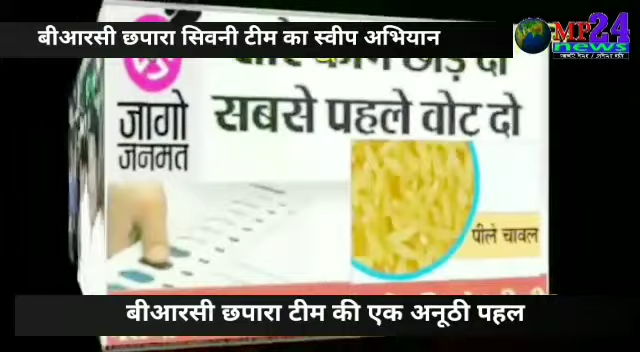 बीआरसी छपारा सिवनी टीम का स्वीप अभियान
MP24
news
सारे काम छोड़ दो
सबसे पहले वोट दो
जागो
जनमत
पीले चावल
बीआरसी छपारा टीम की एक अनूठी पहल